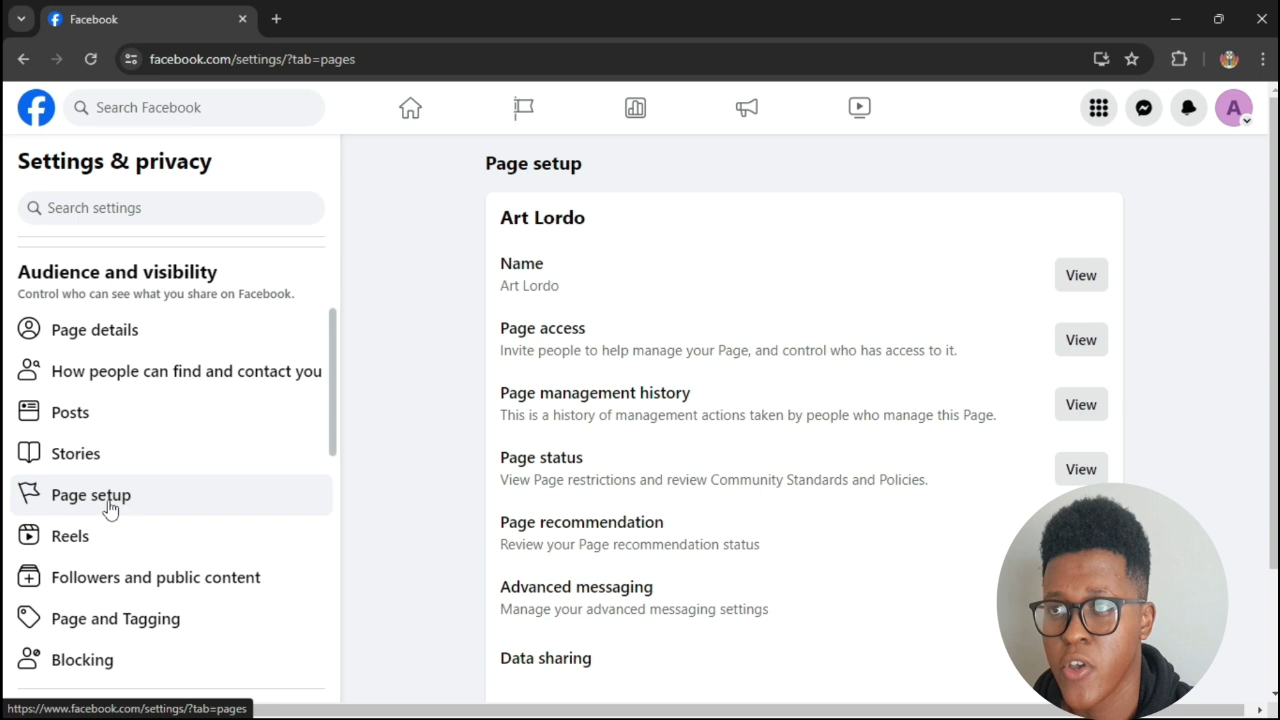 Facebook
facebook.com/settings/?tab=pages
Search Facebook
A
Settings & privacy
Search settings
Audience and visibility
Control who can see what you share on Facebook.
Page details
How people can find and contact you
Posts
Stories
Page setup
Reels
Followers and public content
Page and Tagging
Blocking
https://www.facebook.com/settings/?tab=pages
Page setup
Art Lordo
Name
Art Lordo
View
Page access
Invite people to help manage your Page, and control who has access to it.
View
Page management history
This is a history of management actions taken by people who manage this Page.
View
Page status
View Page restrictions and review Community Standards and Policies.
View
Page recommendation
Review your Page recommendation status
Advanced messaging
Manage your advanced messaging settings
Data sharing